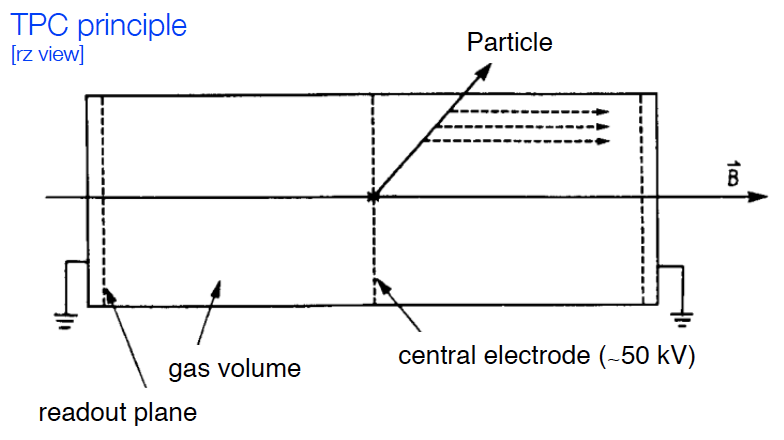 TPC principle
[rz view]
Particle
B
gas volume
central electrode (~50 kV)
readout plane